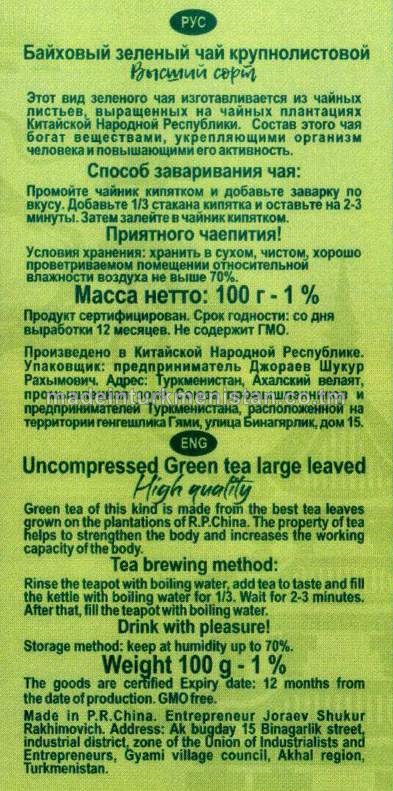 РУС
Байховый зеленый чай крупнолистовой
Высший сорт
Этот вид зеленого чая изготавливается из чайных
листьев, выращенных на чайных плантациях
Китайской Народной Республики. Состав этого чая
богат веществами, укрепляющими организм
человека и повышающими его активность.
Способ заваривания чая:
Промойте чайник кипятком и добавьте заварку по
вкусу. Добавьте 1/3 стакана кипятка и оставьте на 2-3
минуты. Затем залейте в чайник кипятком.
Приятного чаепития!
Условия хранения: хранить в сухом, чистом, хорошо
проветриваемом помещении относительной
влажности воздуха не выше 70%.
Масса нетто: 100 г - 1 %
Продукт сертифицирован. Срок годности: со дня
выработки 12 месяцев. Не содержит ГМО.
Произведено в Китайской Народной Республике.
Упаковщик: предприниматель Джораев Шукур
Рахымович. Адрес: Туркменистан, Ахалский велаят,
и
madeinturkmenistan.com.tm
предпринимателей Туркменистана, расположенной на
территории генгешлика Гями, улица Бинагярлик, дом 15.
ENG
Uncompressed Green tea large leaved
High quality
Green tea of this kind is made from the best tea leaves
grown on the plantations of R.P.China. The property of tea
helps to strengthen the body and increases the working
capacity of the body.
Tea brewing method:
Rinse the teapot with boiling water, add tea to taste and fill
the kettle with boiling water for 1/3. Wait for 2-3 minutes.
After that, fill the teapot with boiling water.
Drink with pleasure!
Storage method: keep at humidity up to 70%.
Weight 100 g - 1 %
The goods are certified Expiry date: 12 months from
the date of production. GMO free.
Made in P.R.China. Entrepreneur Joraev Shukur
Rakhimovich. Address: Ak bugday 15 Binagarlik street,
industrial district, zone of the Union of Industrialists and
Entrepreneurs, Gyami village council, Akhal region,
Turkmenistan.